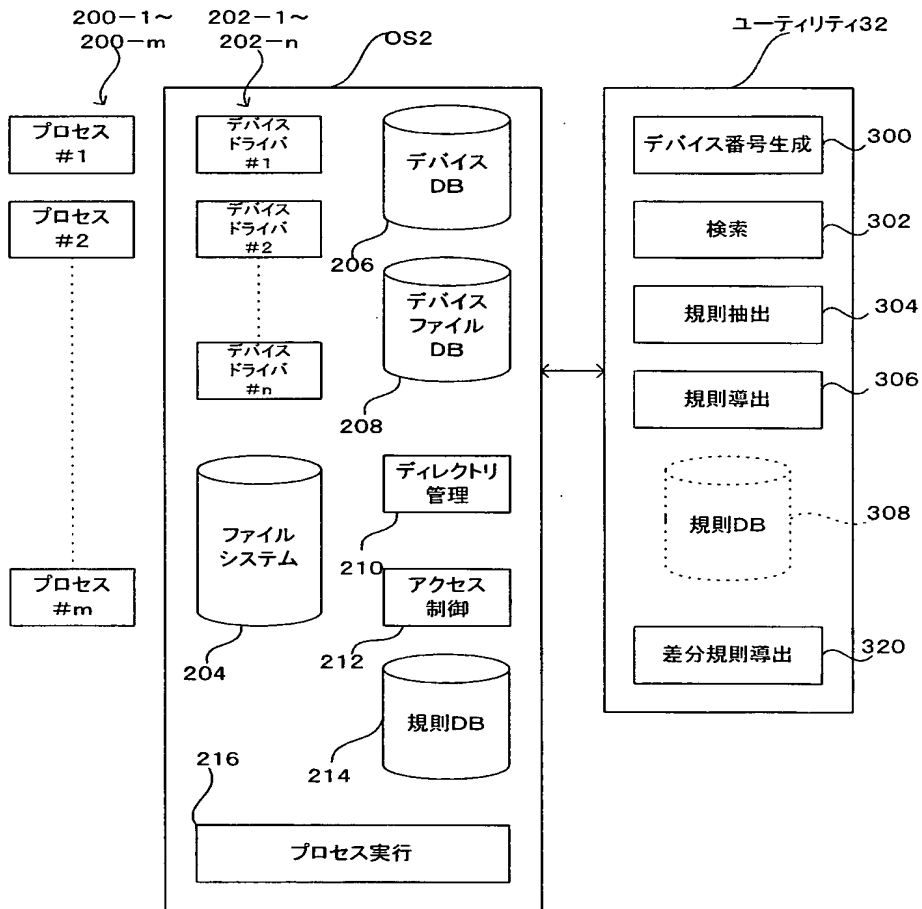 200-1～
200-m
202-1～
202-n
OS2
ユーティリティ32
プロセス
#1
プロセス
#2
プロセス
#m
デバイス
ドライバ
#1
デバイス
ドライバ
#2
デバイス
ドライバ
#n
デバイス
DB
206
デバイス
ファイル
DB
208
ファイル
システム
204
ディレクトリ
管理
210
アクセス
制御
212
規則DB
214
216
プロセス実行
デバイス番号生成
300
検索
302
規則抽出
304
規則導出
306
規則DB
308
差分規則導出
320